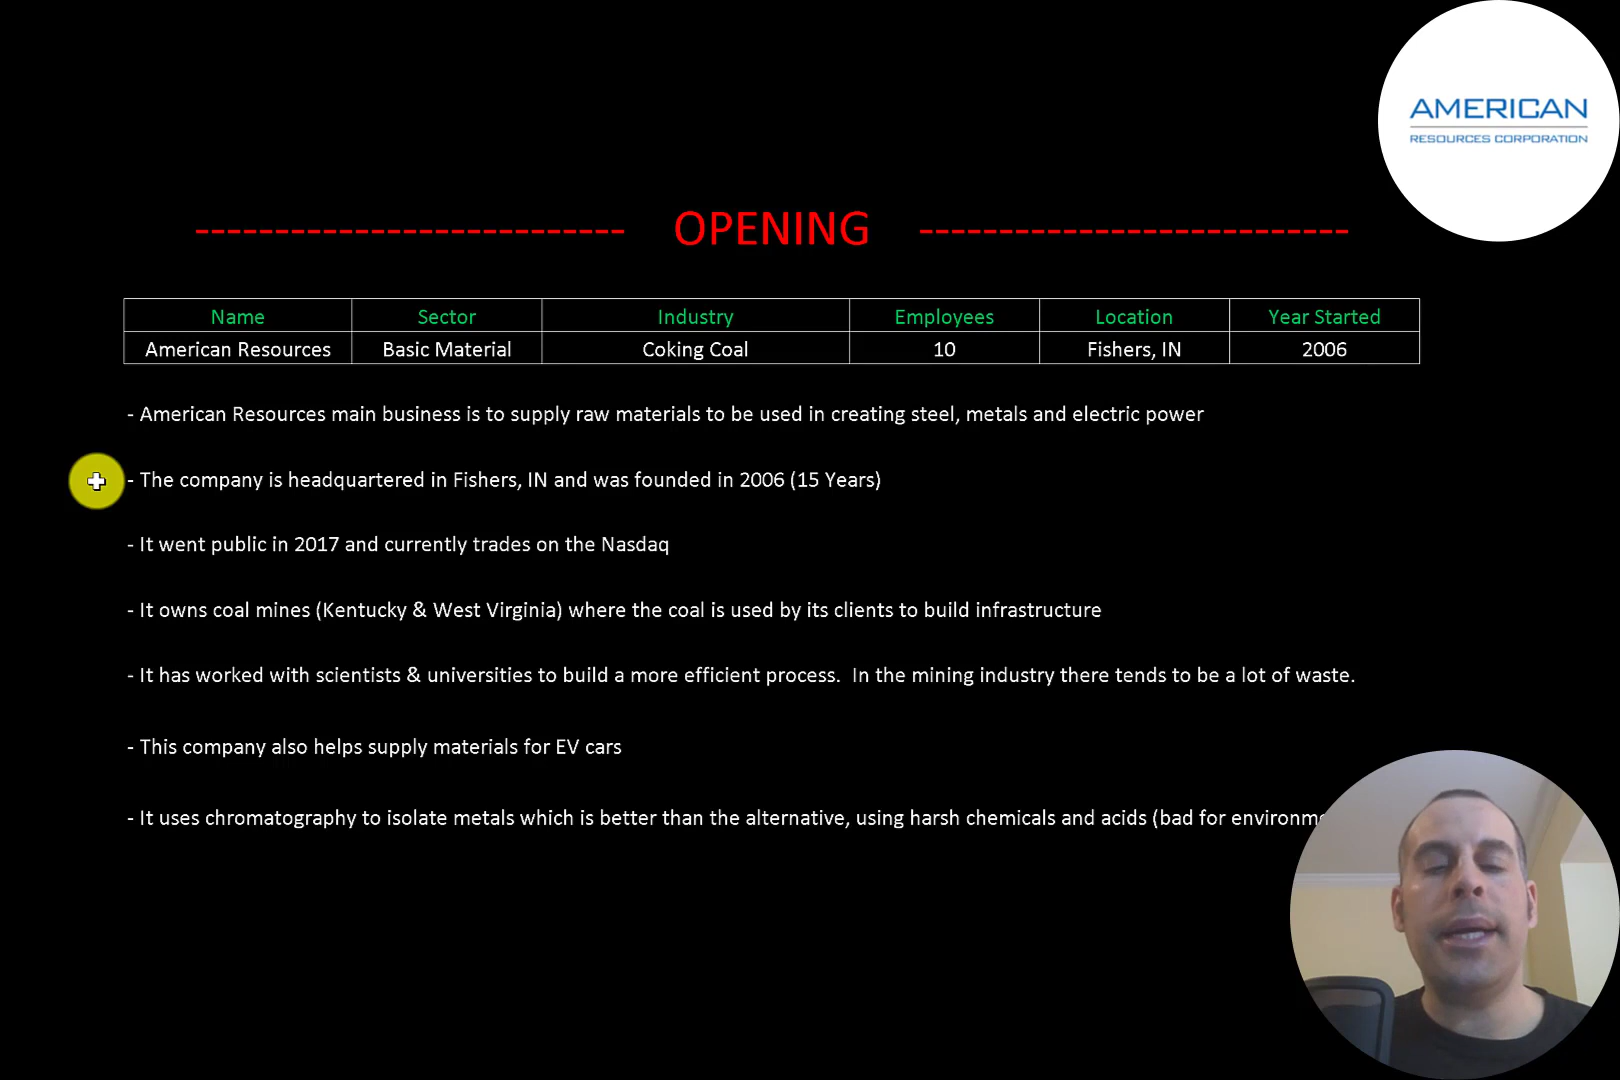 AMERICAN
RESOURCES CORPORATION
-------------------------- OPENING --------------------------
Name Sector Industry Employees Location Year Started
American Resources Basic Material Coking Coal 10 Fishers, IN 2006
- American Resources main business is to supply raw materials to be used in creating steel, metals and electric power
- The company is headquartered in Fishers, IN and was founded in 2006 (15 Years)
- It went public in 2017 and currently trades on the Nasdaq
- It owns coal mines (Kentucky & West Virginia) where the coal is used by its clients to build infrastructure
- It has worked with scientists & universities to build a more efficient process.  In the mining industry there tends to be a lot of waste.
- This company also helps supply materials for EV cars
- It uses chromatography to isolate metals which is better than the alternative, using harsh chemicals and acids (bad for